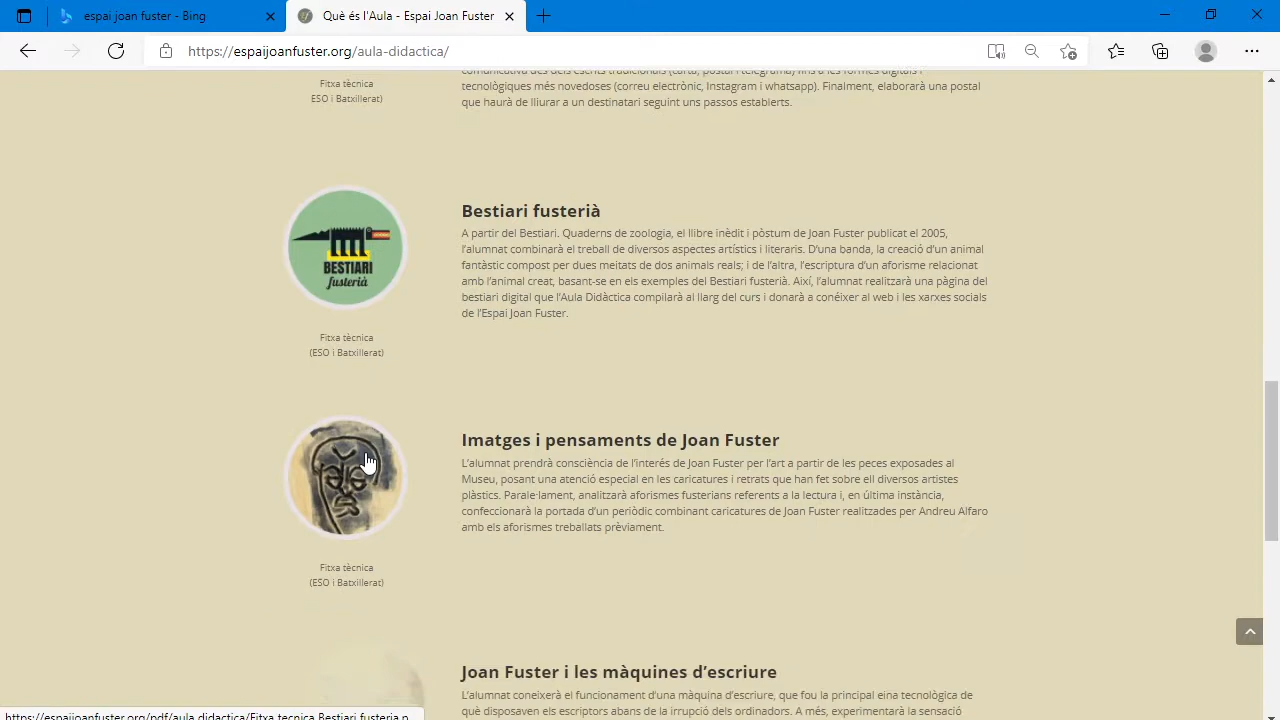 espai joan fuster - Bing
Què és l'Aula - Espai Joan Fuster
https://espaijoanfuster.org/aula-didactica/
Fitxa tècnica
ESO i Batxillerat)
comunicativa des dels escrits tradicionals (carta, postal i telegrama) fins a les formes digitals i
tecnològiques més novedoses (correu electrònic, Instagram i whatsapp). Finalment, elaborarà una postal
que haurà de lliurar a un destinatari seguint uns passos establerts.
BESTIARI
fusterià
Fitxa tècnica
(ESO i Batxillerat)
Bestiari fusterià
A partir del Bestiari. Quaderns de zoologia, el llibre inèdit i pòstum de Joan Fuster publicat el 2005,
l'alumnat combinarà el treball de diversos aspectes artístics i literaris. D'una banda, la creació d'un animal
fantàstic compost per dues meitats de dos animals reals; i de l'altra, l'escriptura d'un aforisme relacionat
amb l'animal creat, basant-se en els exemples del Bestiari fusterià. Així, l'alumnat realitzarà una pàgina del
bestiari digital que l'Aula Didàctica compilarà al llarg del curs i donarà a conéixer al web i les xarxes socials
de l'Espai Joan Fuster.
Fitxa tècnica
(ESO i Batxillerat)
Imatges i pensaments de Joan Fuster
L'alumnat prendrà consciència de l'interés de Joan Fuster per l'art a partir de les peces exposades al
Museu, posant una atenció especial en les caricatures i retrats que han fet sobre ell diversos artistes
plàstics. Paral·lelament, analitzarà aforismes fusterians referents a la lectura i, en última instància,
confeccionarà la portada d'un periòdic combinant caricatures de Joan Fuster realitzades per Andreu Alfaro
amb els aforismes treballats prèviament.
Joan Fuster i les màquines d'escriure
L'alumnat coneixerà el funcionament d'una màquina d'escriure, que fou la principal eina tecnològica de
què disposaven els escriptors abans de la irrupció dels ordinadors. A més, experimentarà la sensació
https://espaijoanfuster.org/pdf/aula didactica/Fitxa tecnica Bestiari fusteria.p